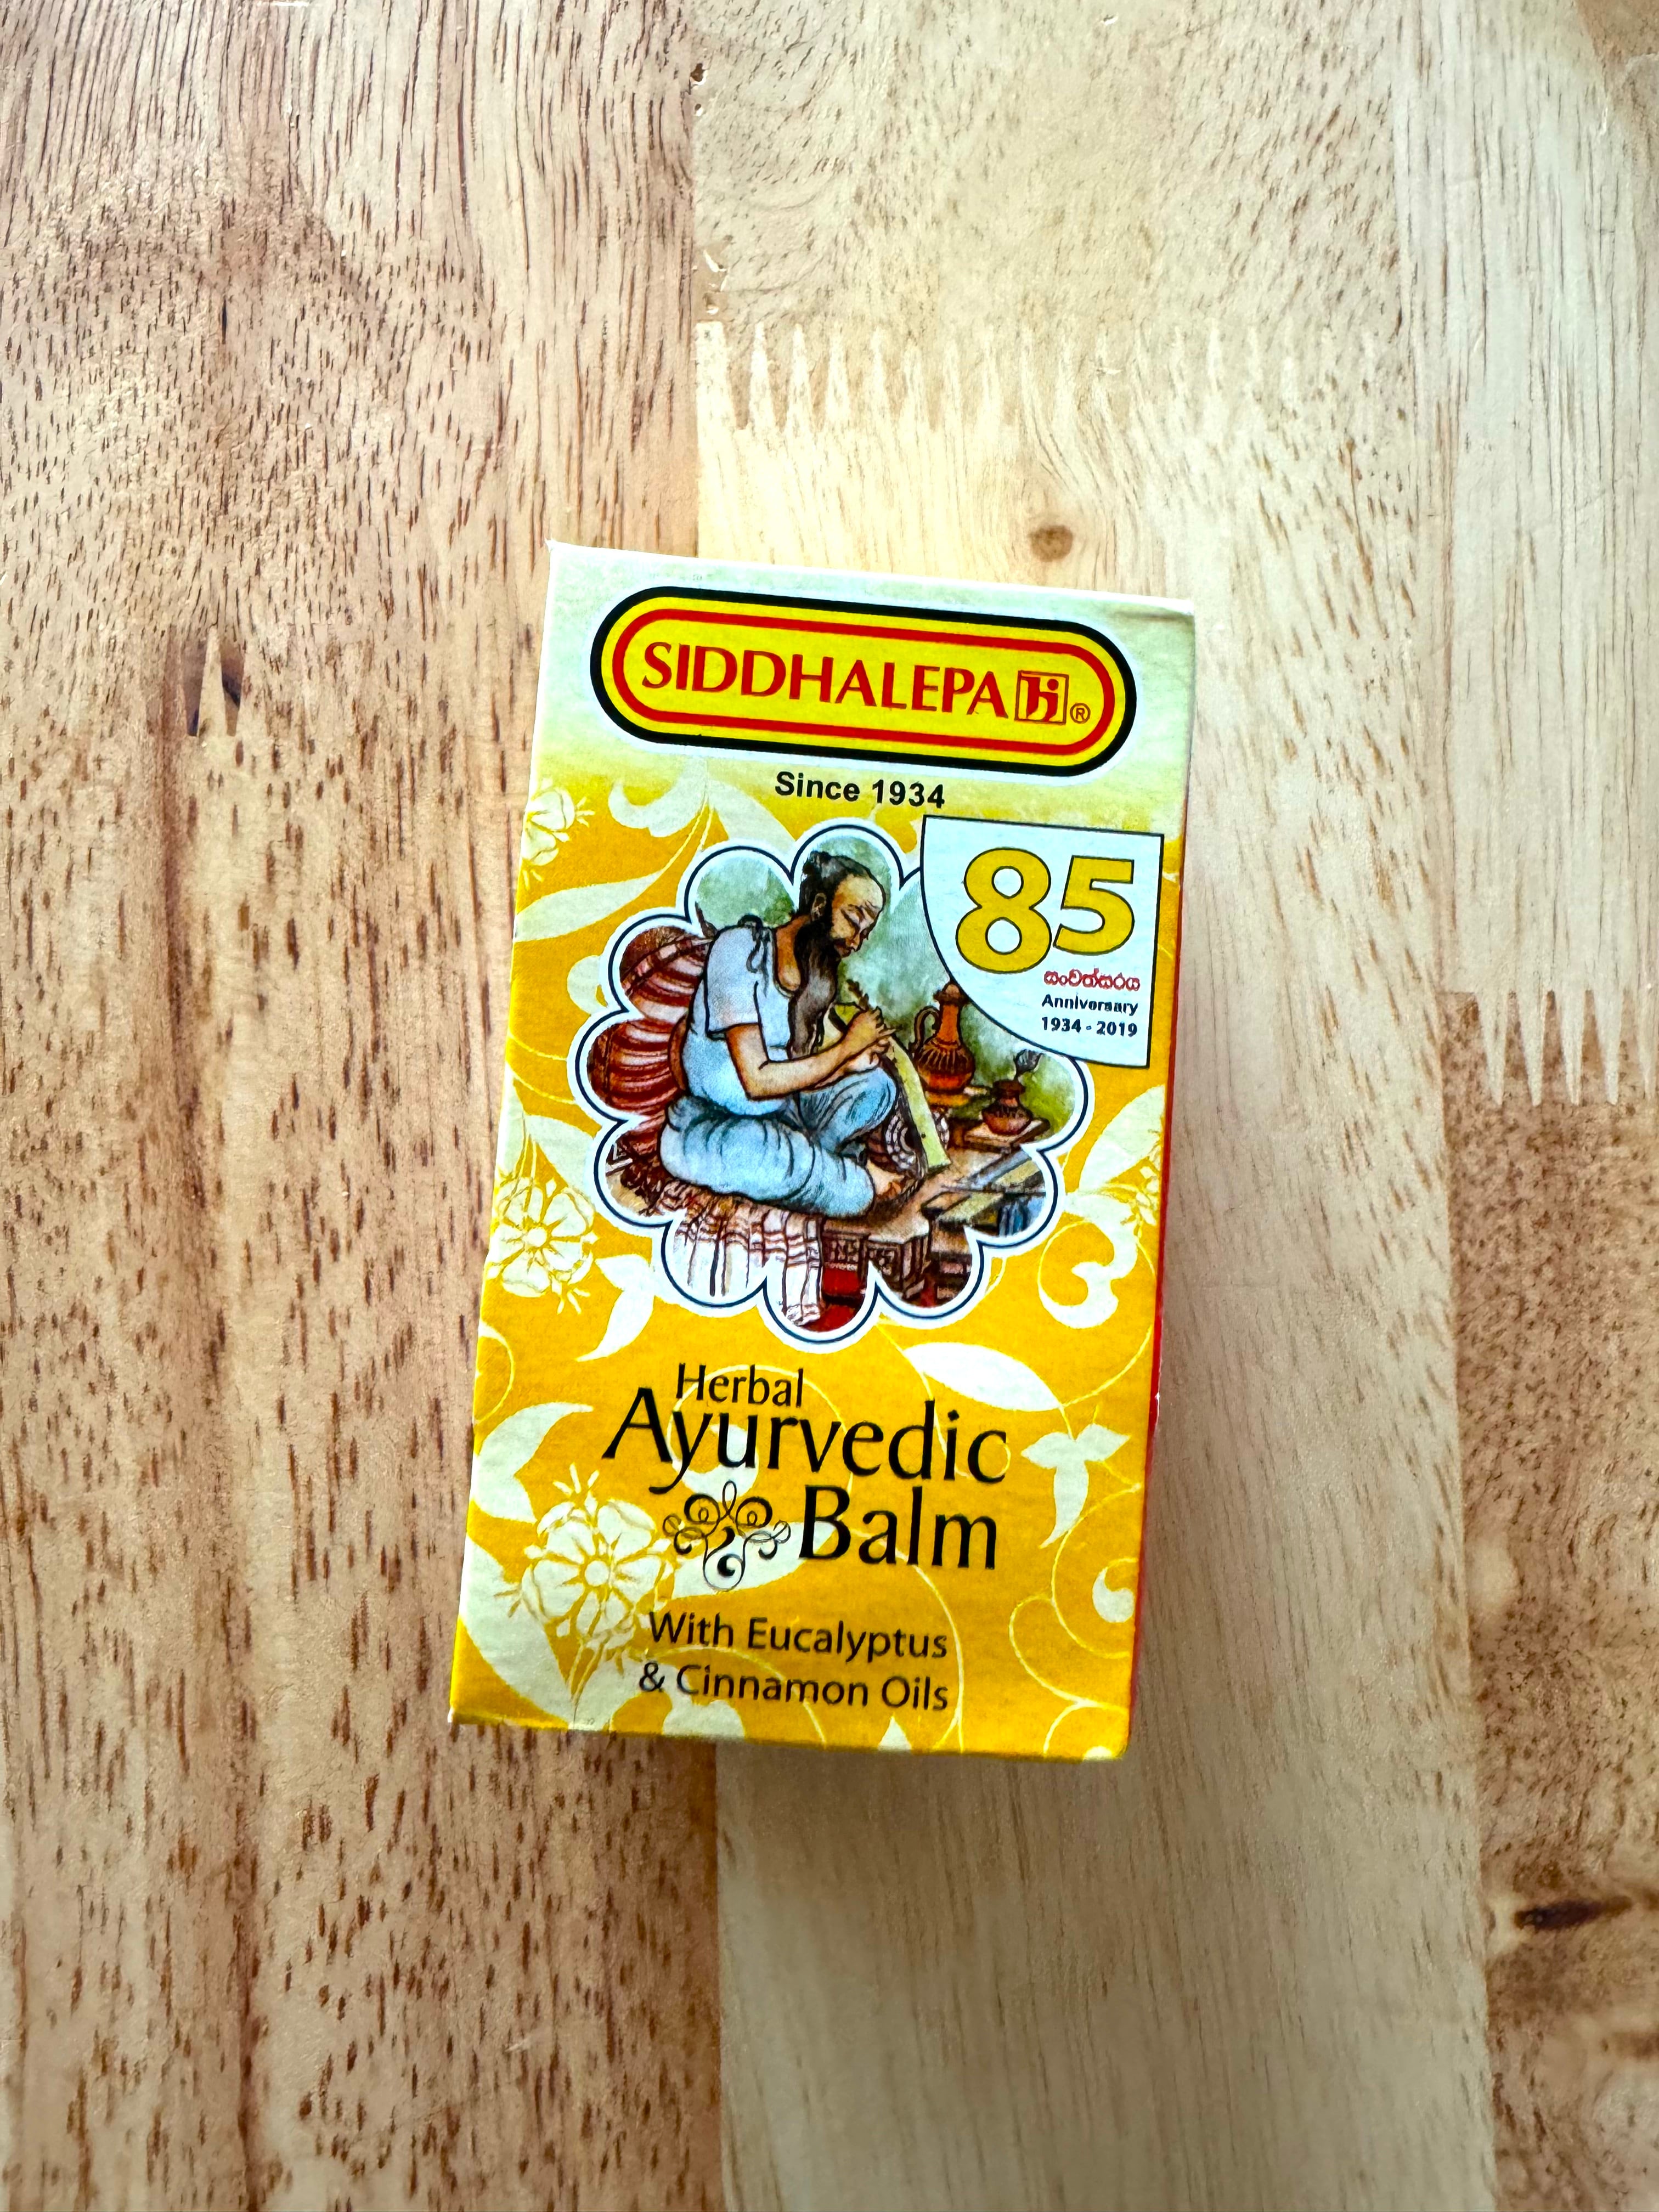 SIDDHALEPA ®
Since 1934
85
සංවත්සරය
Anniversary
1934 - 2019
Herbal
Ayurvedic
Balm
With Eucalyptus
& Cinnamon Oils